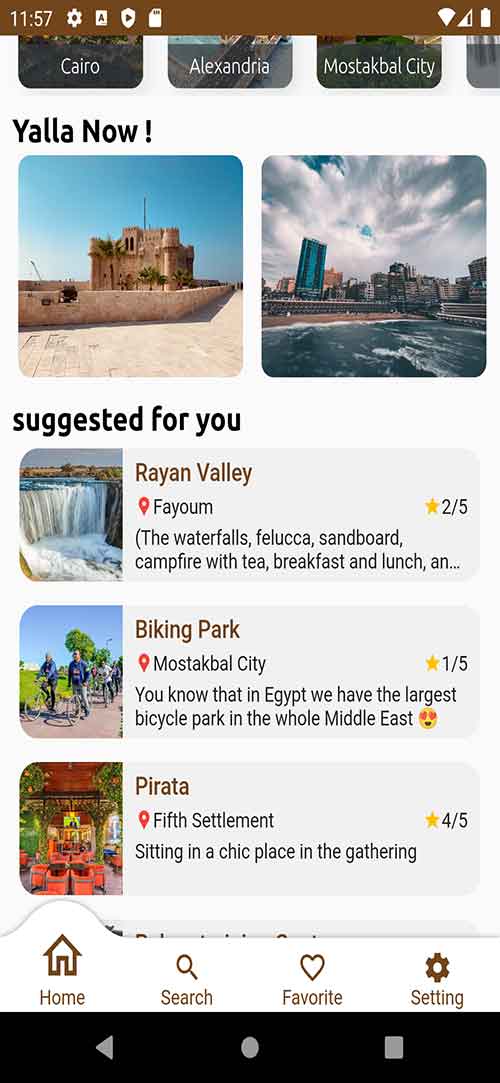 11:57
Cairo
Alexandria
Mostakbal City
Yalla Now !
suggested for you
Rayan Valley
Fayoum
2/5
(The waterfalls, felucca, sandboard,
campfire with tea, breakfast and lunch, an...
Biking Park
Mostakbal City
1/5
You know that in Egypt we have the largest
bicycle park in the whole Middle East 😍
Pirata
Fifth Settlement
4/5
Sitting in a chic place in the gathering
Home
Search
Favorite
Setting